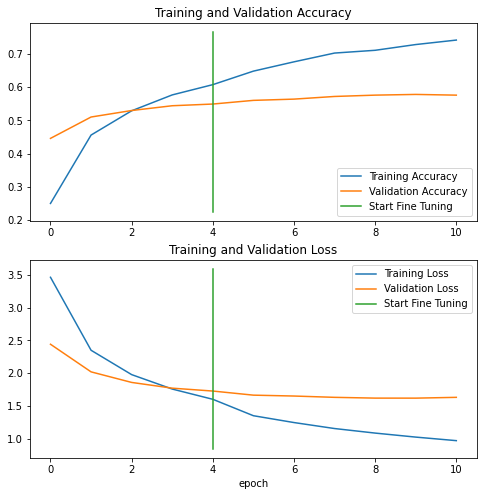 Training and Validation Accuracy
0.7
0.6
0.5
0.4
0.3
0.2
Training Accuracy
Validation Accuracy
Start Fine Tuning
0 2 4 6 8 10
Training and Validation Loss
3.5
3.0
2.5
2.0
1.5
1.0
Training Loss
Validation Loss
Start Fine Tuning
0 2 4 6 8 10
epoch